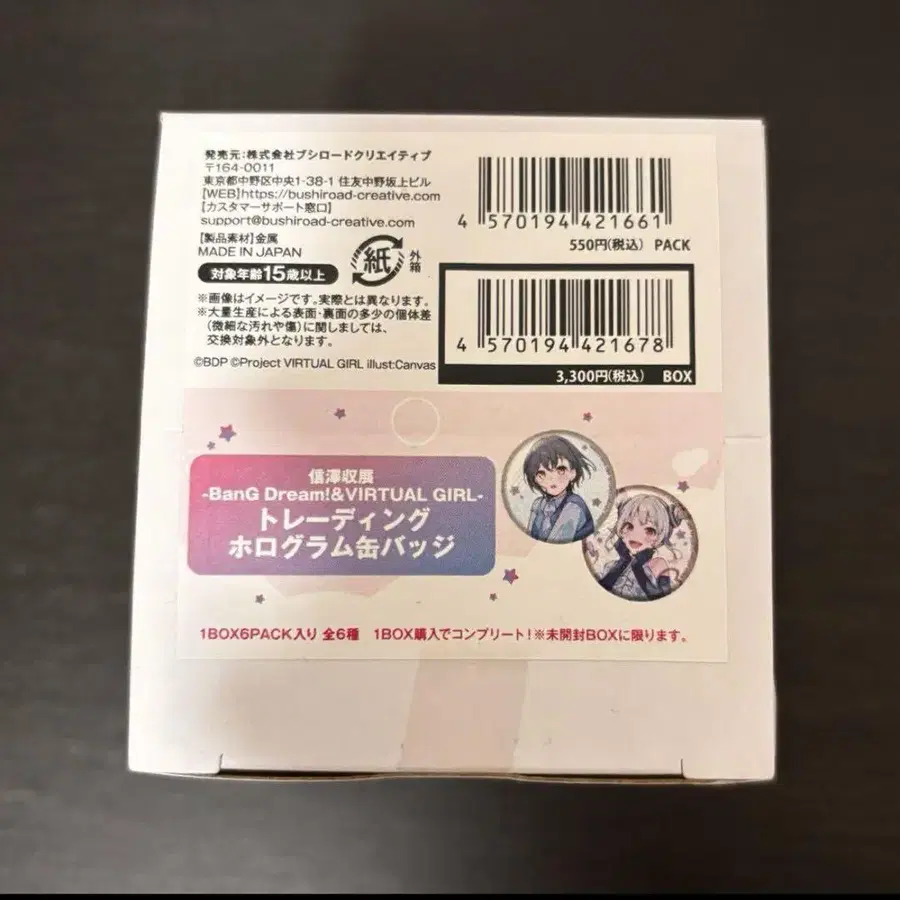 発売元:株式会社ブシロードクリエイティブ
〒164-0011
東京都中野区中央1-38-1 住友中野坂上ビル
【WEB】https://bushiroad-creative.com
【カスタマーサポート窓口】
support@bushiroad-creative.com
【製品素材】金属
MADE IN JAPAN
対象年齢15歳以上
紙
外箱
※画像はイメージです。実際とは異なります。
※大量生産による表面・裏面の多少の個体差
(微細な汚れや傷)に関しましては、
交換対象外となります。
©BDP ©Project VIRTUAL GIRL illust:Canvas
4 570194 421661
550円(税込) PACK
4 570194 421678
3,300円(税込) BOX
信澤収展
-BanG Dream!&VIRTUAL GIRL-
トレーディング
ホログラム缶バッジ
1BOX6PACK入り 全6種 1BOX購入でコンプリート!※未開封BOXに限ります。